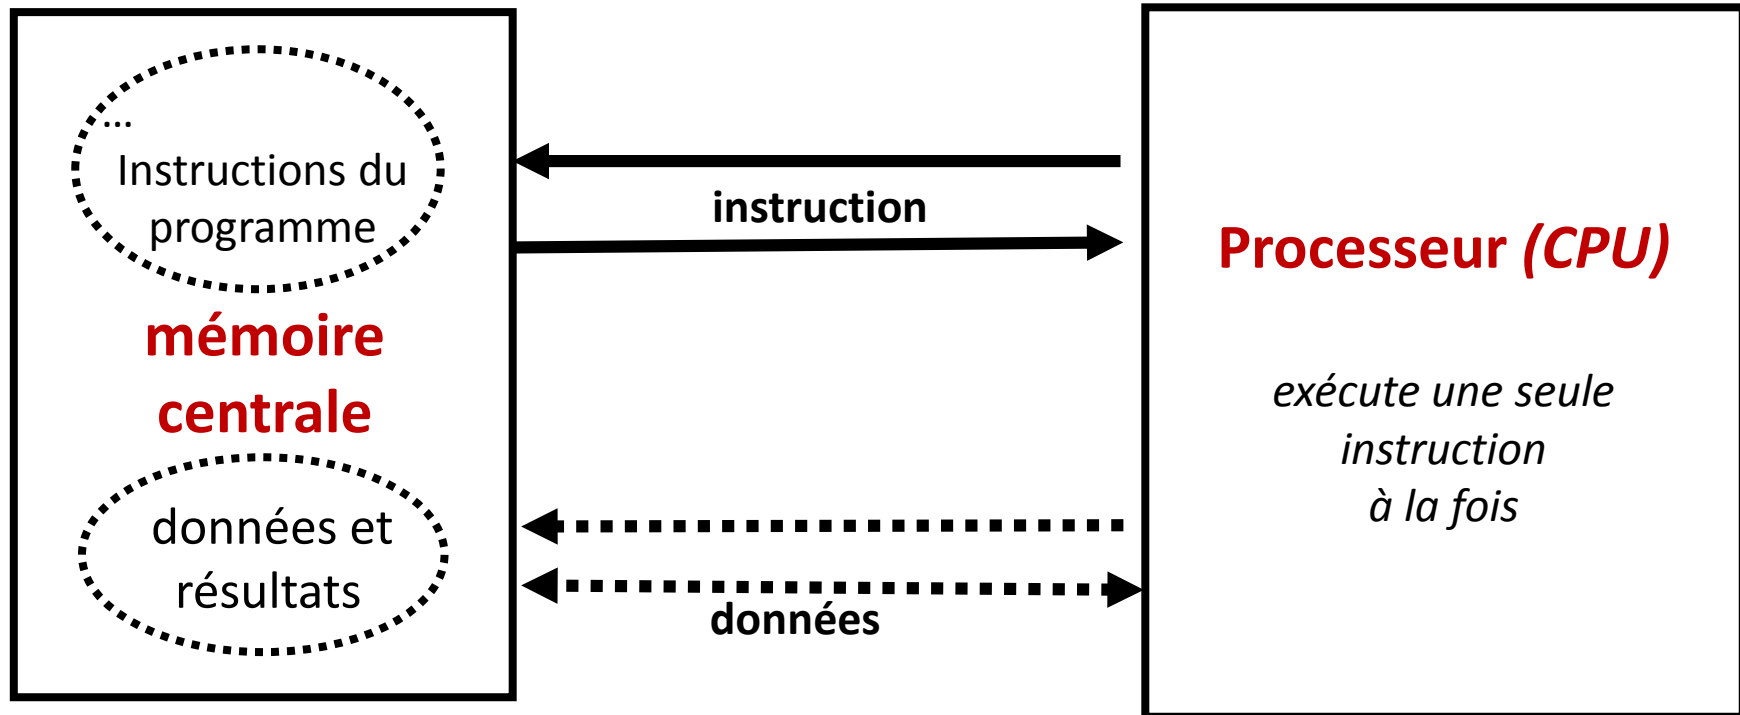 ...
Instructions du
programme
mémoire
centrale
données et
résultats
instruction
données
Processeur (CPU)
exécute une seule
instruction
à la fois